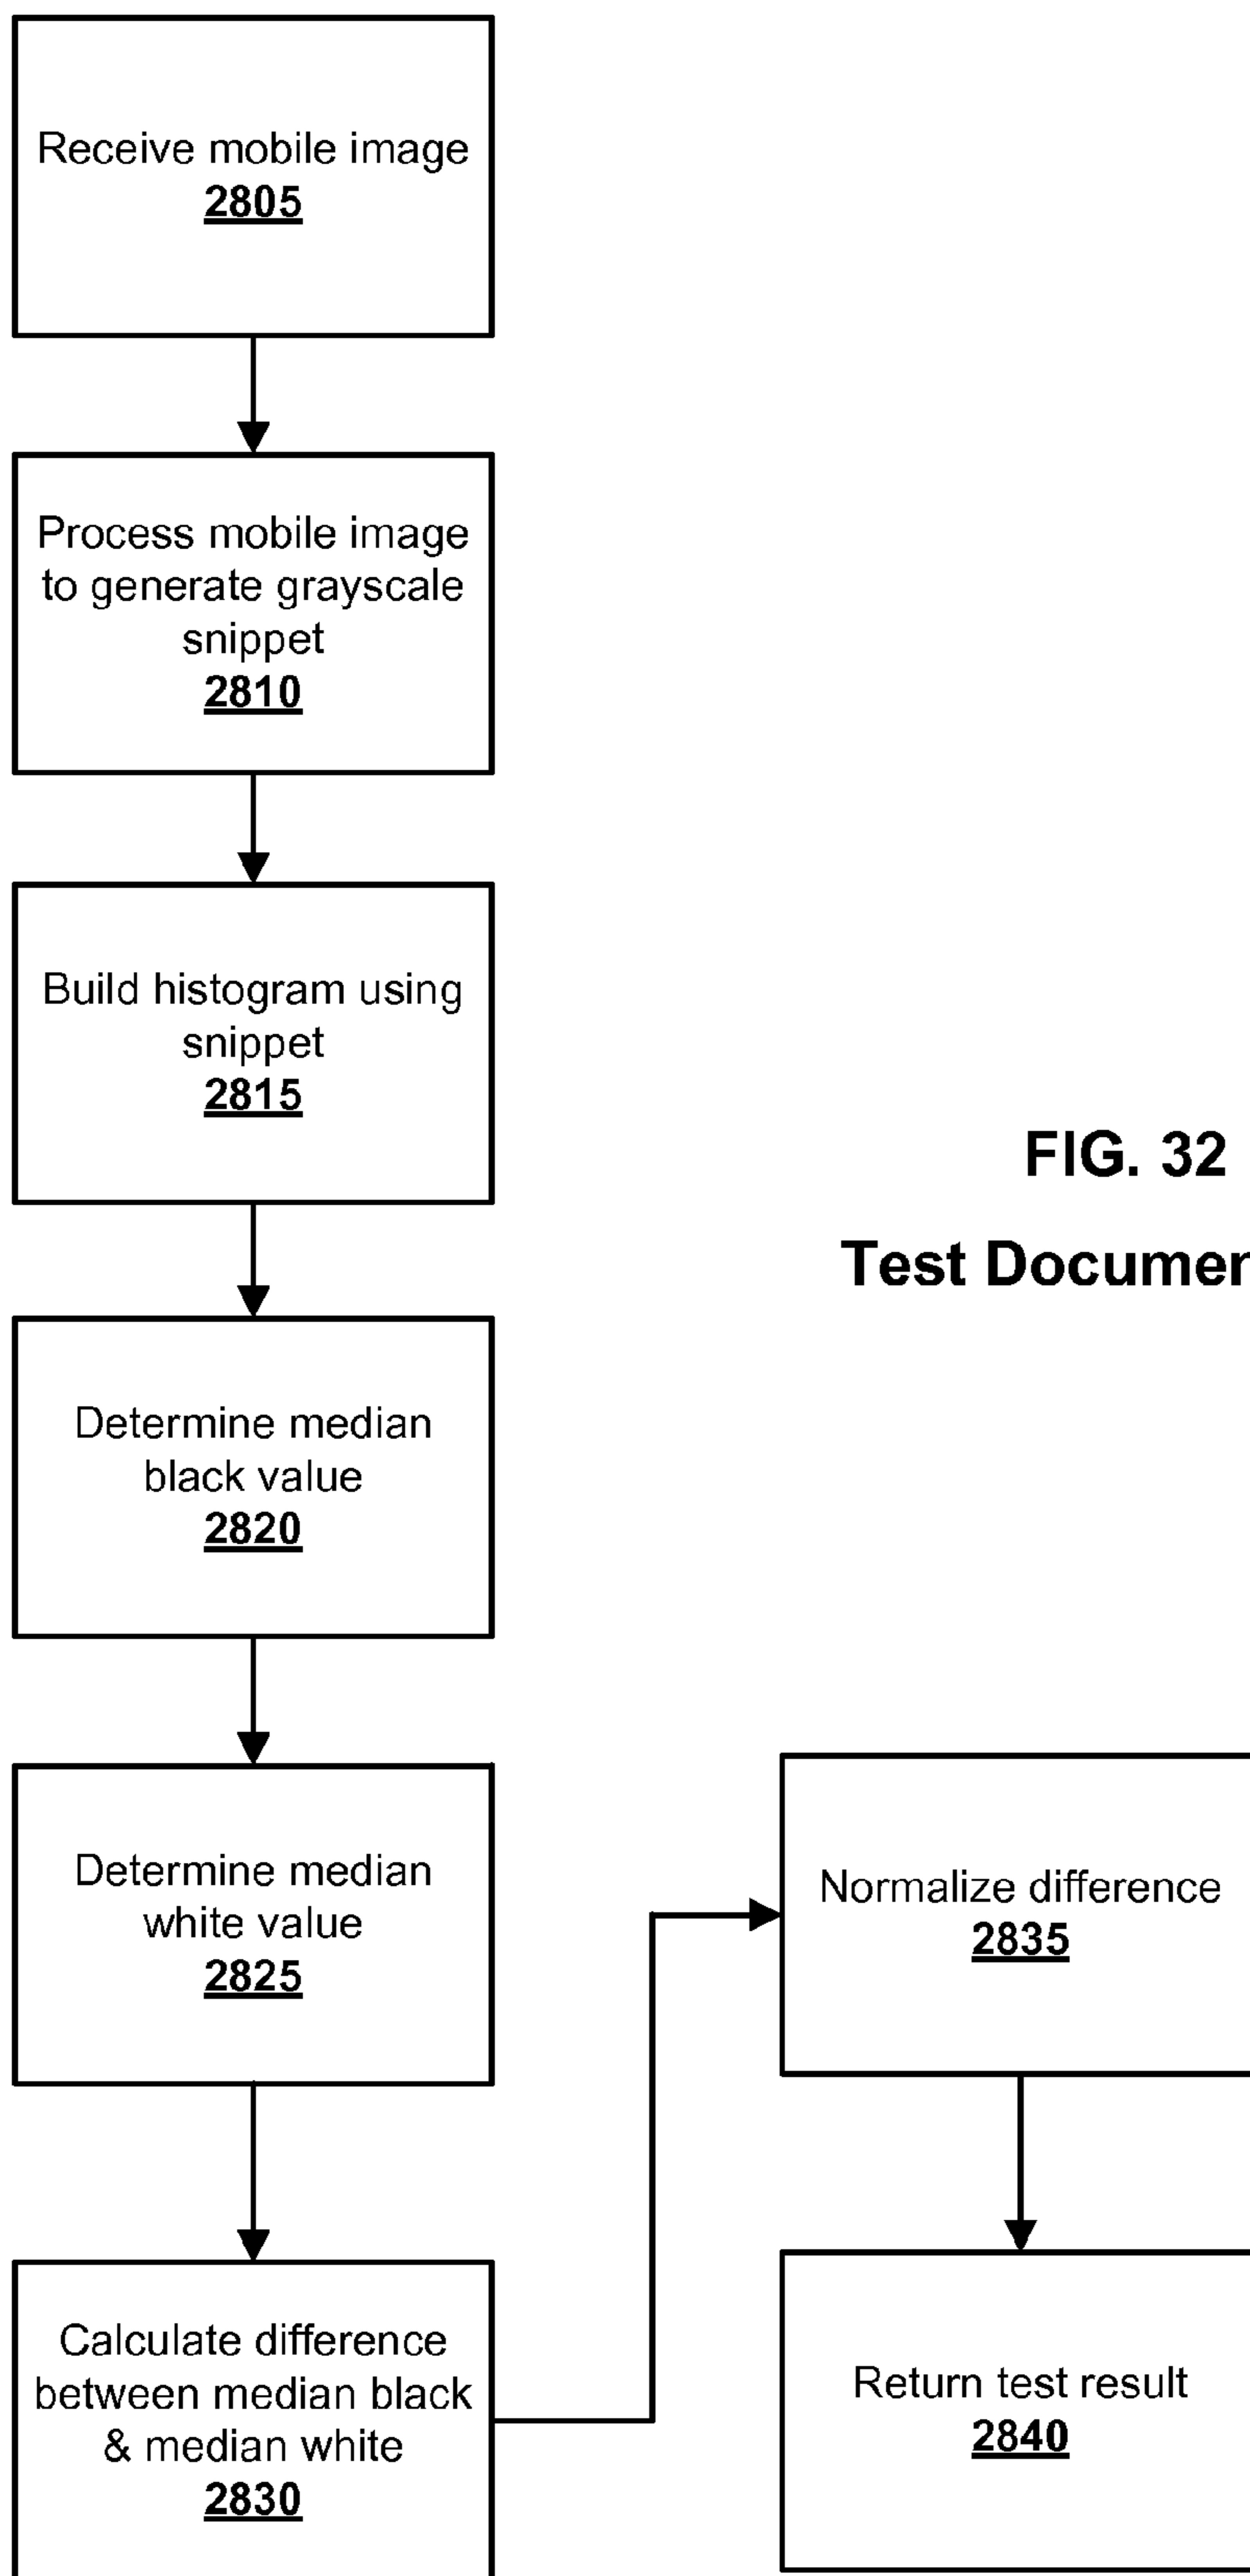 Receive mobile image
2805
Process mobile image
to generate grayscale
snippet
2810
Build histogram using
snippet
2815
FIG. 32
Test
Determine median
black value
2820
Determine median
white value
2825
Calculate difference
between median black
& median white
2830
Normalize difference
2835
Return test result
2840